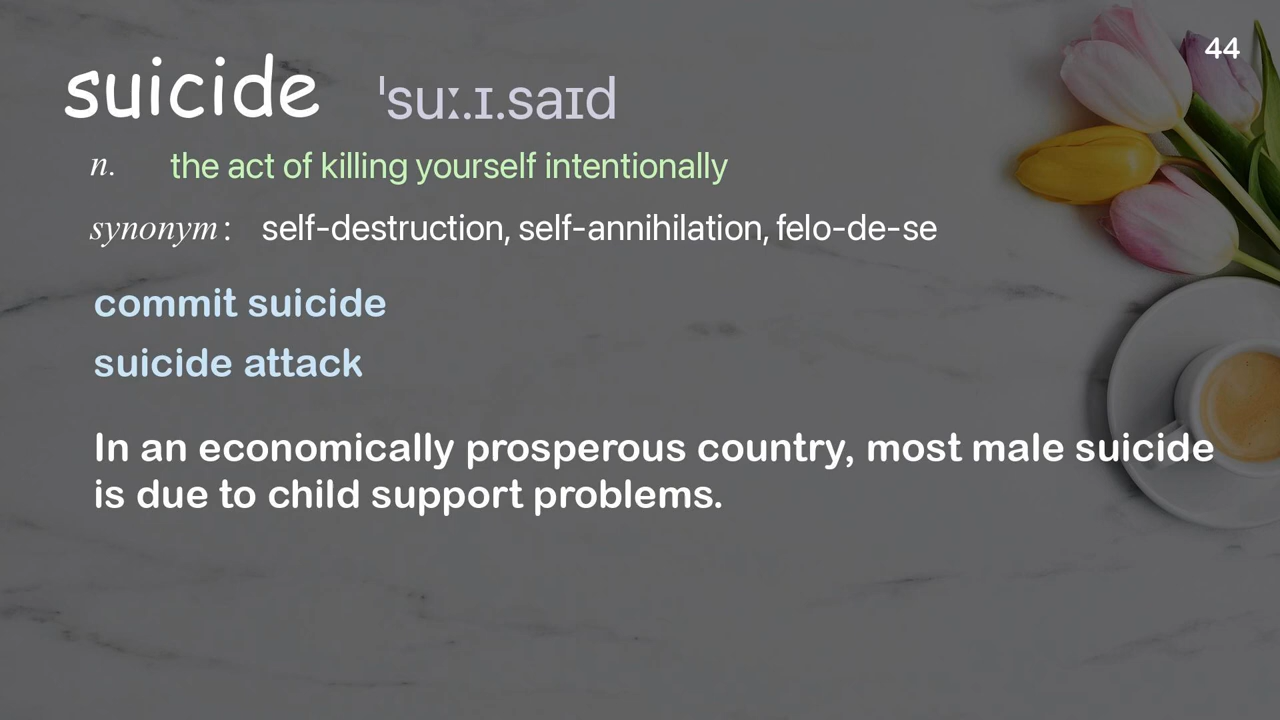 44
suicide ˈsuː.ɪ.saɪd
n. the act of killing yourself intentionally
synonym: self-destruction, self-annihilation, felo-de-se
commit suicide
suicide attack
In an economically prosperous country, most male suicide
is due to child support problems.